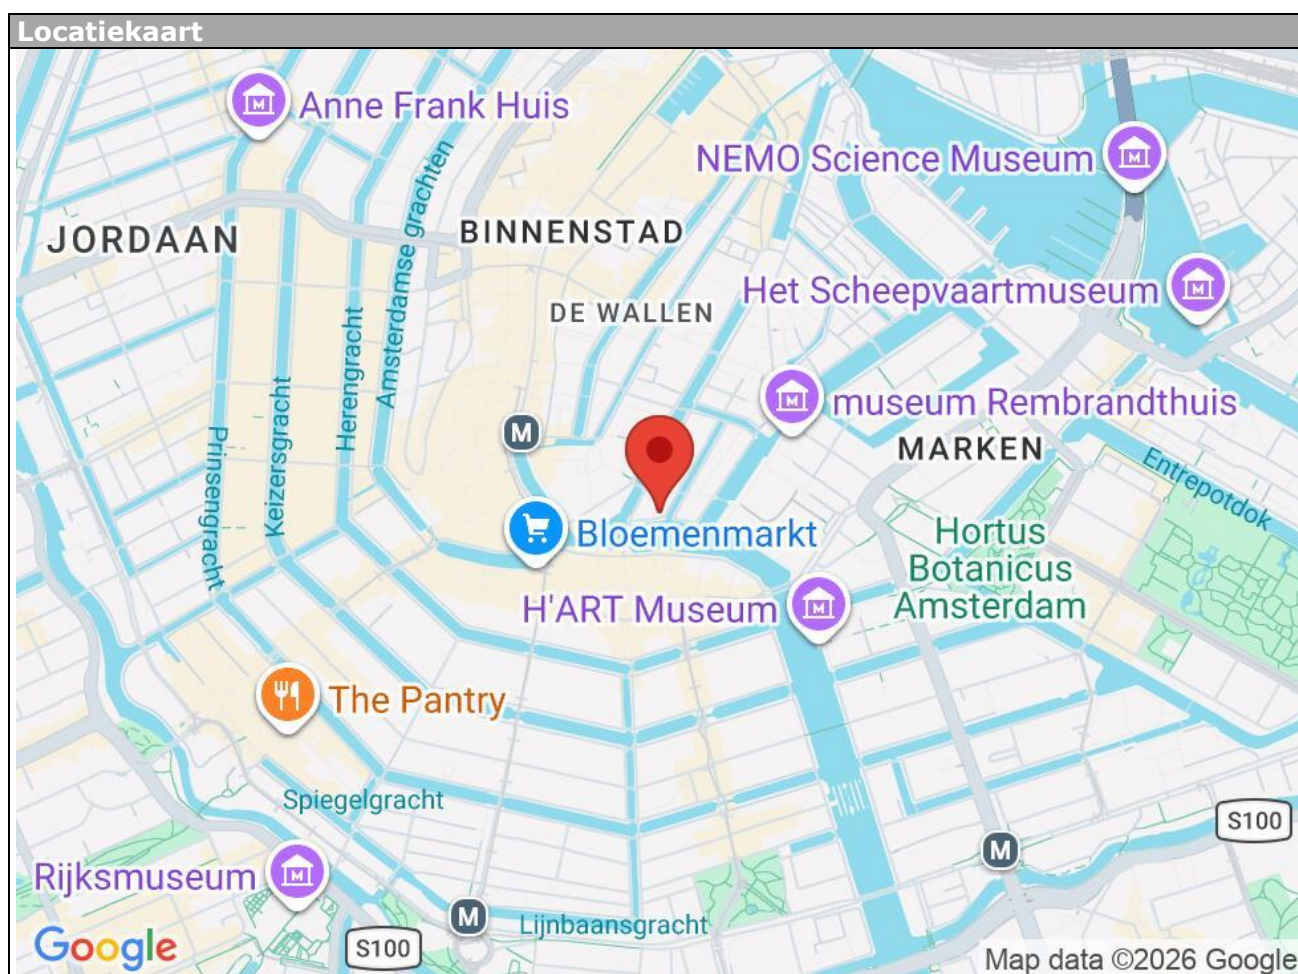 Locatiekaart
Anne Frank Huis
NEMO Science Museum
Amsterdamse grachten
JORDAAN
BINNENSTAD
Het Scheepvaartmuseum
DE WALLEN
Herengracht
Keizersgracht
Prinsengracht
museum Rembrandthuis
M
MARKEN
Entrepotdok
Bloemenmarkt
Hortus
Botanicus
Amsterdam
H'ART Museum
The Pantry
Spiegelgracht
S100
M
Rijksmuseum
M
Lijnbaansgracht
Google
S100
Map data ©2026 Google